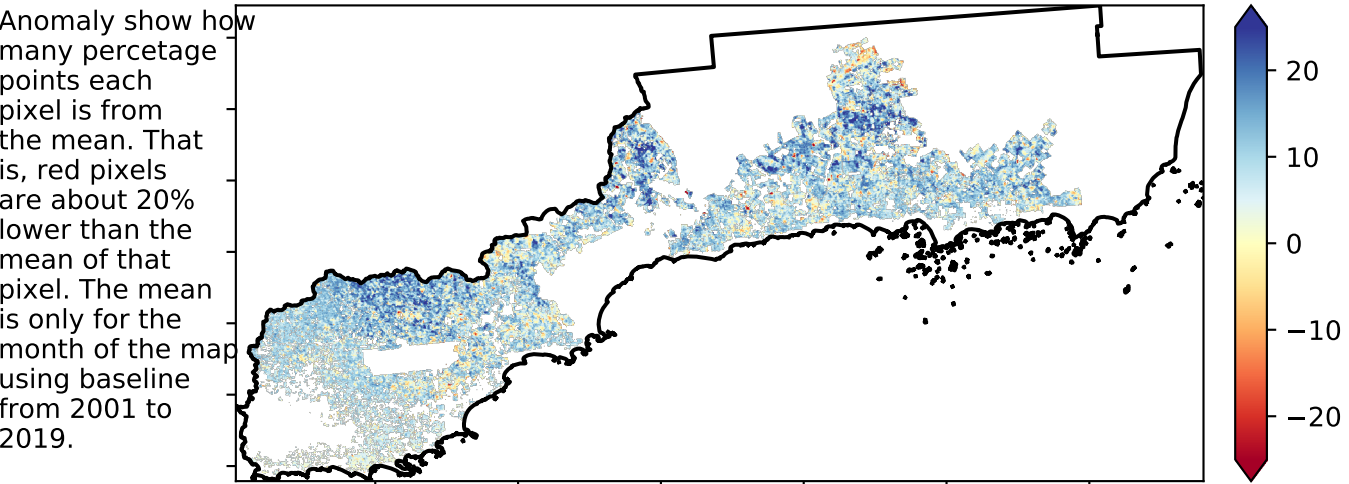 Anomaly show how
many percetage
points each
pixel is from
the mean. That
is, red pixels
are about 20%
lower than the
mean of that
pixel. The mean
is only for the
month of the map
using baseline
from 2001 to
2019.
20
10
0
−10
−20